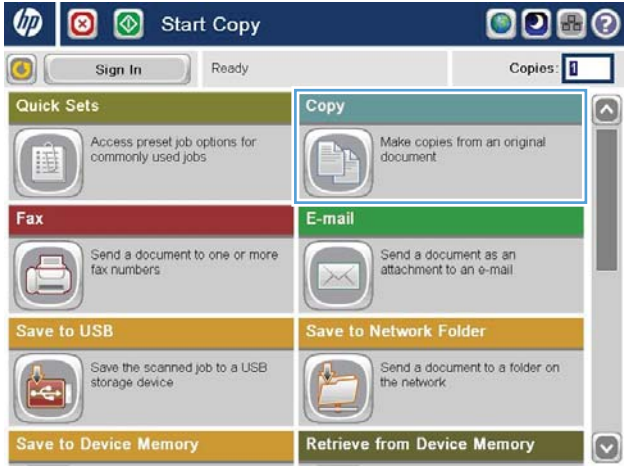 hp
Start Copy
?
Sign In
Ready
Copies: 1
Quick Sets
Access preset job options for
commonly used jobs
Copy
Make copies from an original
document
Fax
Send a document to one or more
fax numbers
E-mail
Send a document as an
attachment to an e-mail
Save to USB
Save the scanned job to a USB
storage device
Save to Network Folder
Send a document to a folder on
the network
Save to Device Memory
Retrieve from Device Memory